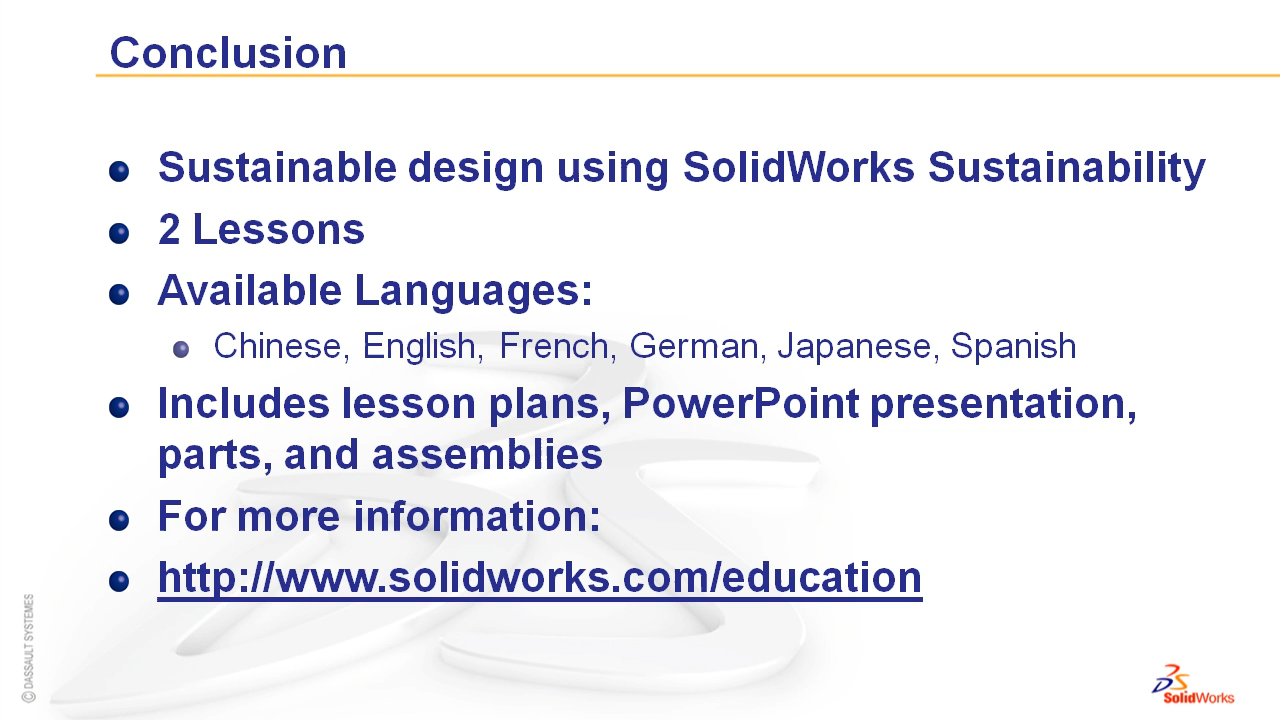 Conclusion
Sustainable design using SolidWorks Sustainability
2 Lessons
Available Languages:
Chinese, English, French, German, Japanese, Spanish
Includes lesson plans, PowerPoint presentation,
parts, and assemblies
For more information:
http://www.solidworks.com/education
© DASSAULT SYSTEMES
SolidWorks